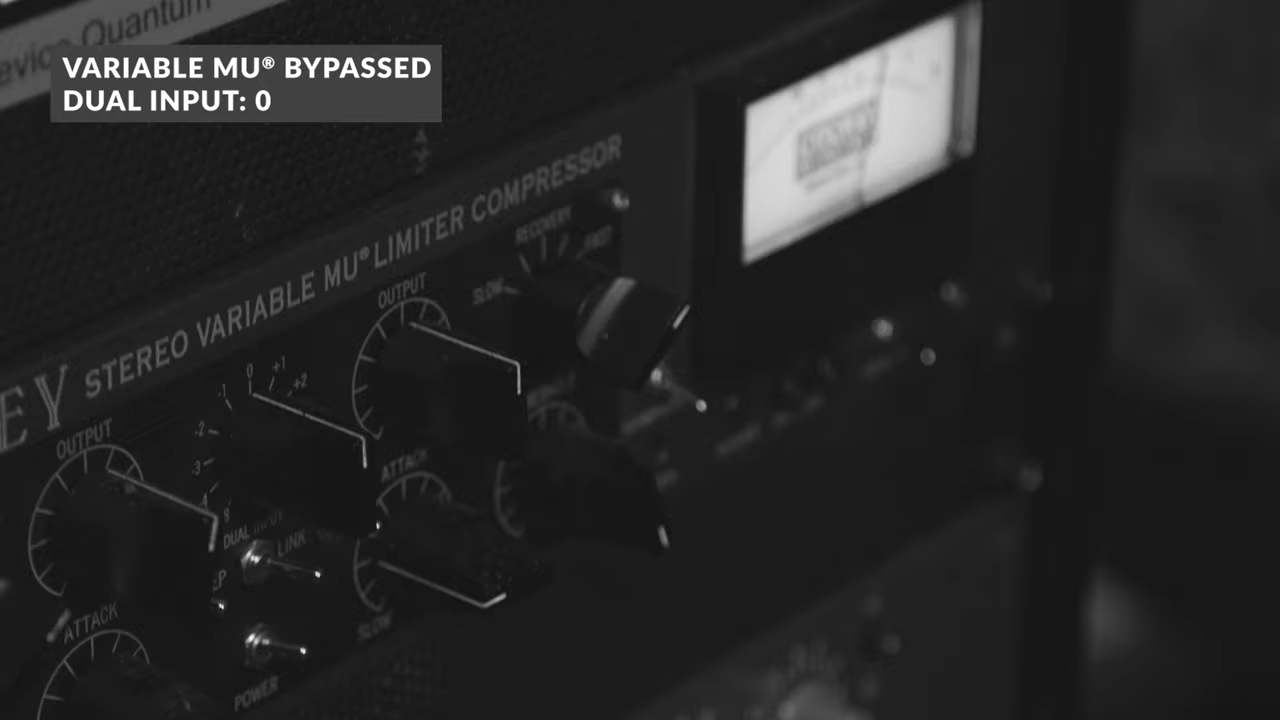 evice Quantum
VARIABLE MU® BYPASSED
DUAL INPUT: 0
EY STEREO VARIABLE MU® LIMITER COMPRESSOR
RECOVERY
FAST
SLOW
OUTPUT
-1 0 +1 +2
-2
-3
OUTPUT
ATTACK
DUAL INPUT
LINK
ATTACK
SLOW
POWER